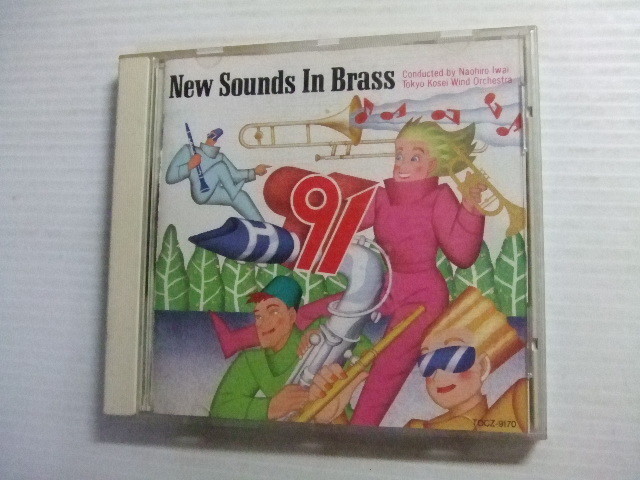 New Sounds In Brass
Conducted by Naohiro Iwai
Tokyo Kosei Wind Orchestra
91
TOCZ-9170